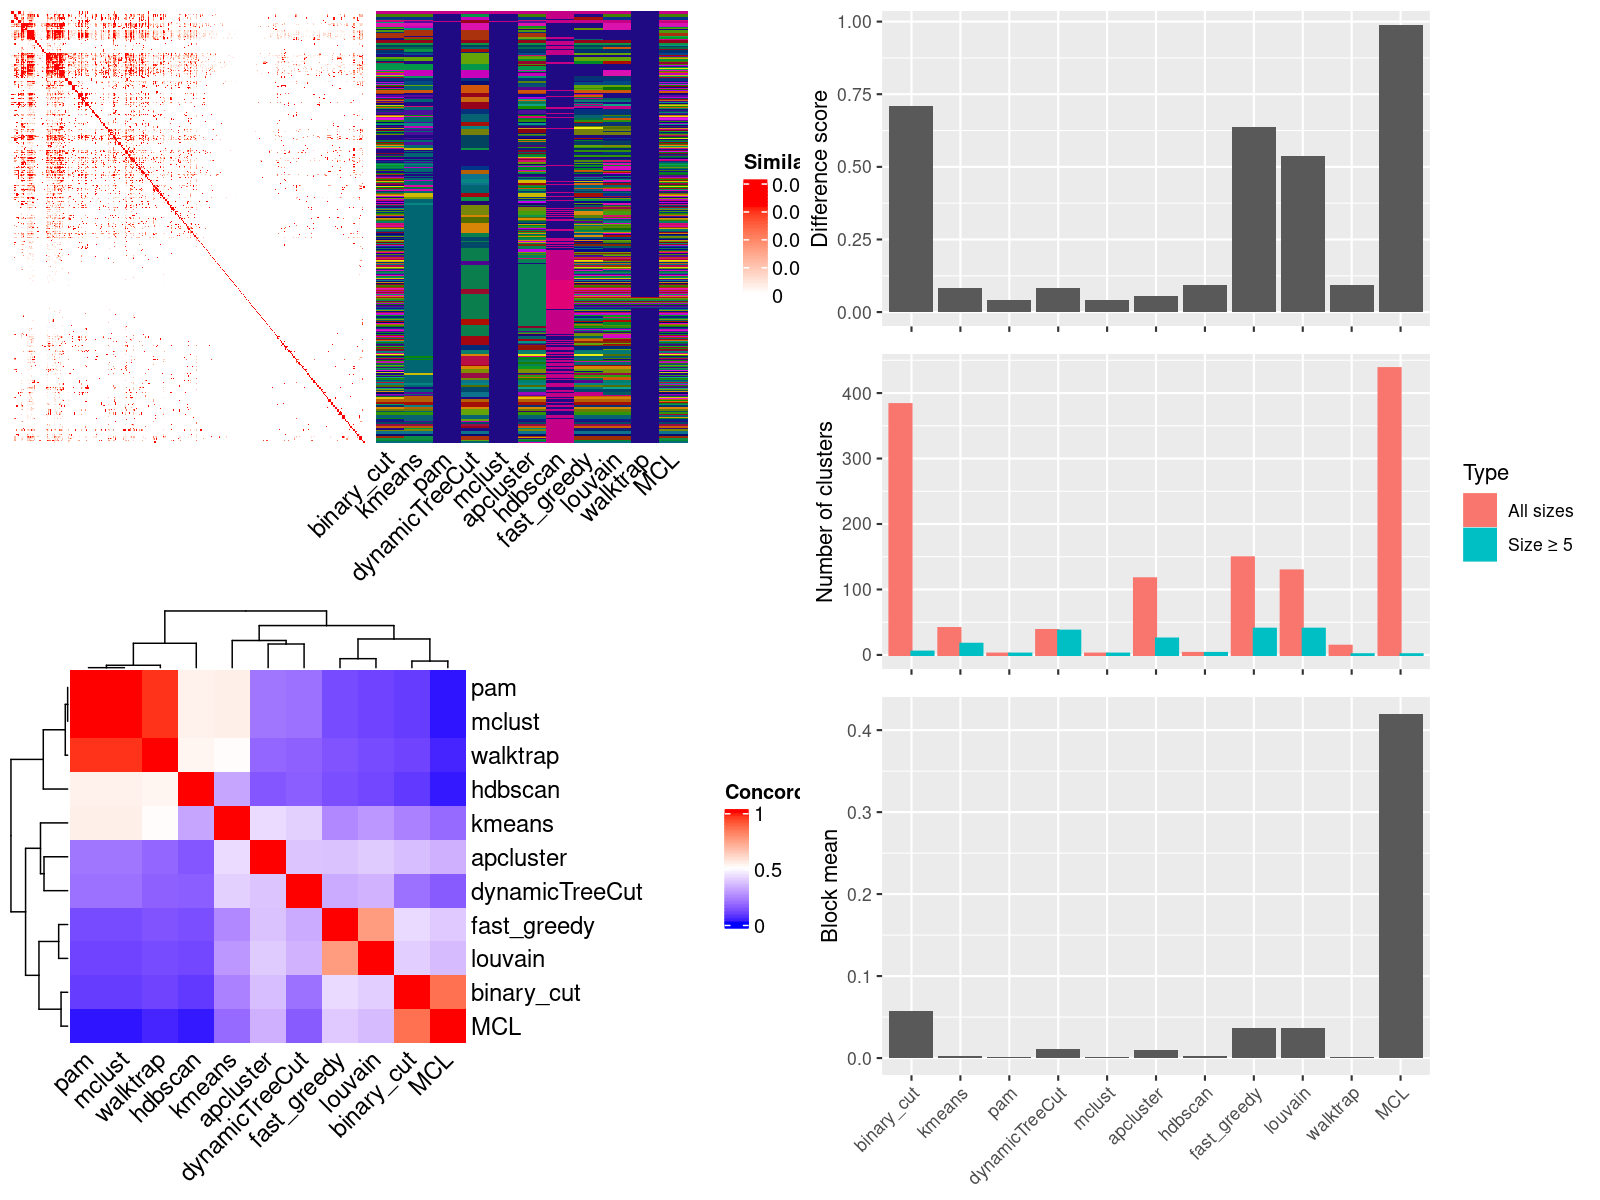 Simila
0.0
0.0
0.0
0.0
0
binary_cut
kmeans
pam
dynamicTreeCut
mclust
apcluster
hdbscan
fast_greedy
louvain
walktrap
MCL
pam
mclust
walktrap
hdbscan
kmeans
apcluster
dynamicTreeCut
fast_greedy
louvain
binary_cut
MCL
pam
mclust
walktrap
hdbscan
kmeans
apcluster
dynamicTreeCut
fast_greedy
louvain
binary_cut
MCL
Concord
1
0.5
0
Difference score
1.00
0.75
0.50
0.25
0.00
Number of clusters
400
300
200
100
0
Type
All sizes
Size ≥ 5
Block mean
0.4
0.3
0.2
0.1
0.0
binary_cut
kmeans
pam
dynamicTreeCut
mclust
apcluster
hdbscan
fast_greedy
louvain
walktrap
MCL